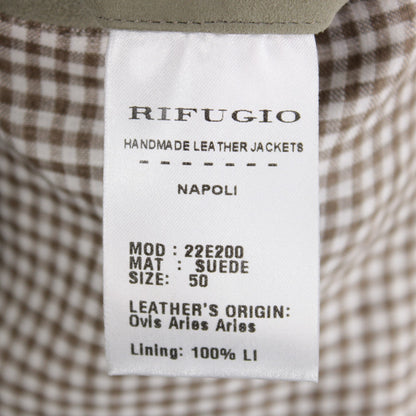 RIFUGIO
HANDMADE LEATHER JACKETS
- - - - - - -
NAPOLI
MOD : 22E200
MAT : SUEDE
SIZE: 50
LEATHER'S ORIGIN:
Ovis Aries Aries
Lining: 100% LI